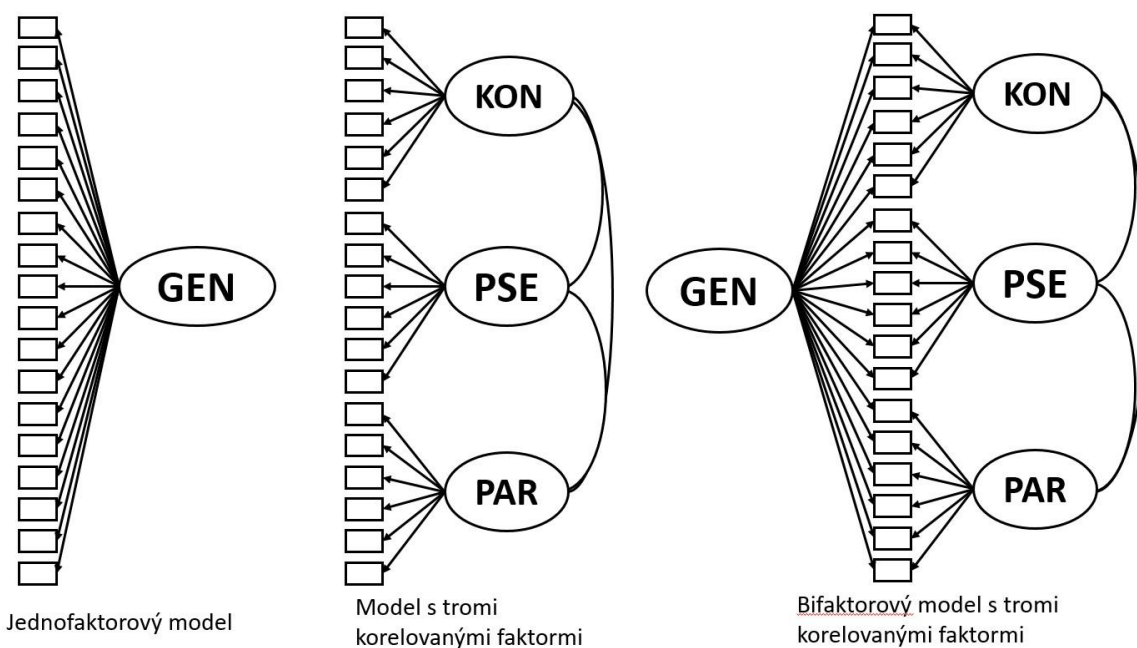 KON
PSE
PAR
GEN
GEN
KON
PSE
PAR
Jednofaktorový model
Model s tromi
korelovanými faktormi
Bifaktorový model s tromi
korelovanými faktormi